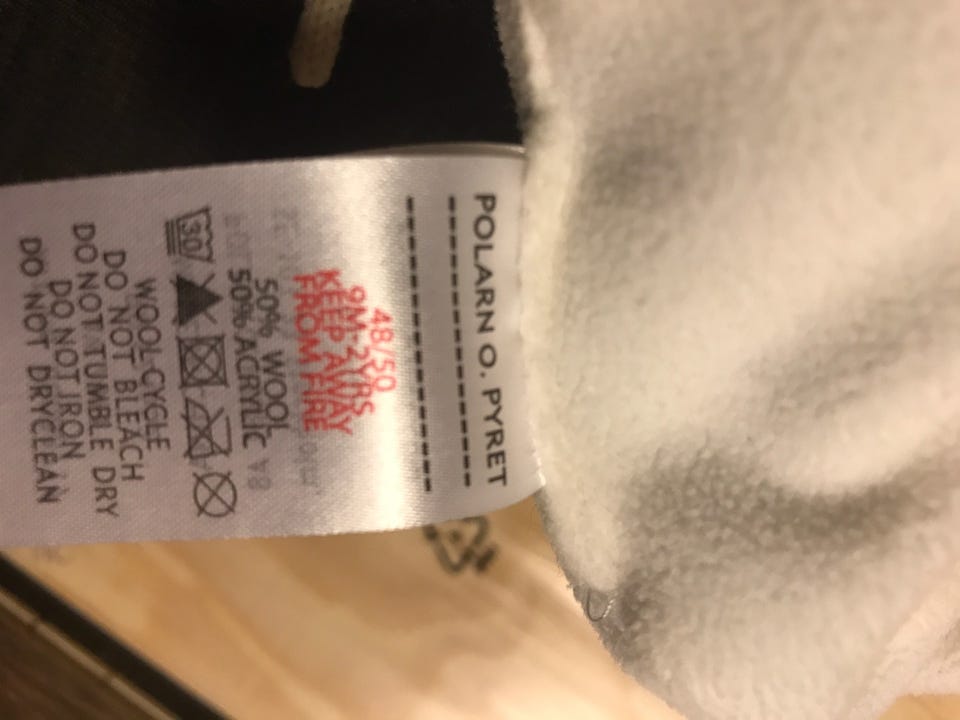 POLARN O. PYRET
48/50
9M-2YRS
KEEP AWAY
FROM FIRE
50% WOOL
50% ACRYLIC
30
WOOL CYCLE
DO NOT BLEACH
DO NOT TUMBLE DRY
DO NOT IRON
DO NOT DRYCLEAN